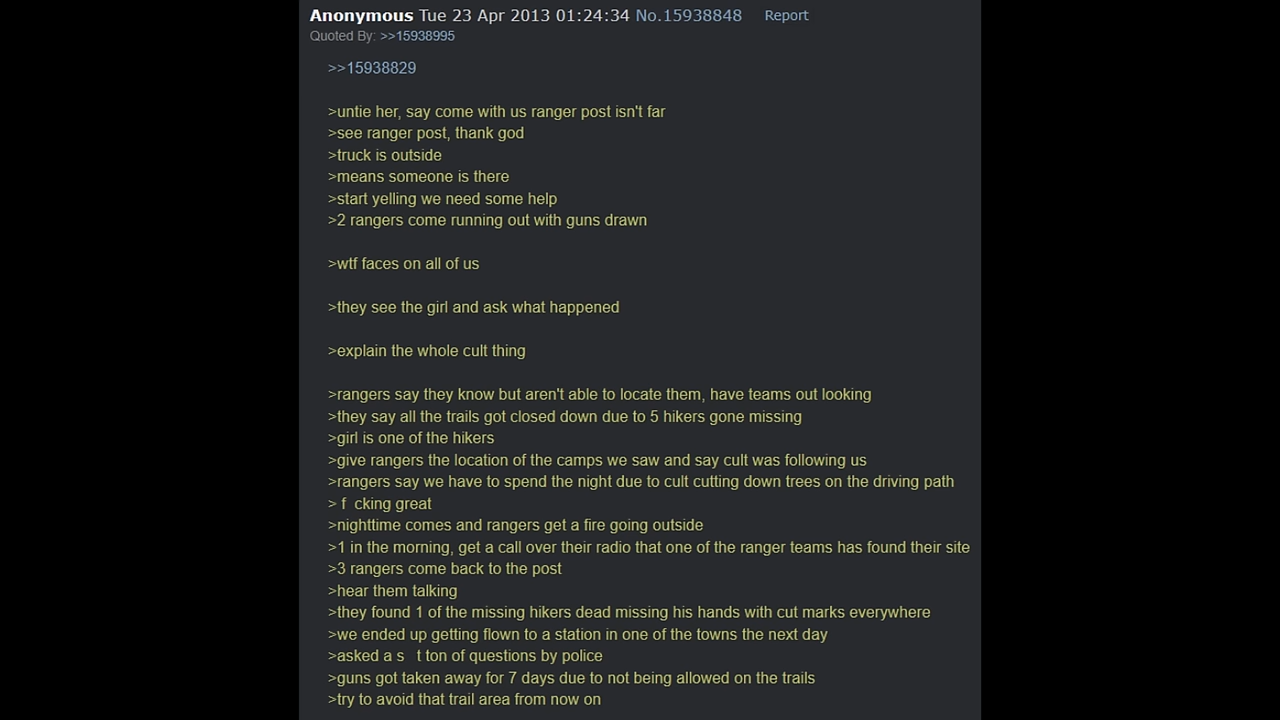 Anonymous Tue 23 Apr 2013 01:24:34 No.15938848 Report
Quoted By: >>15938995
>>15938829
>untie her, say come with us ranger post isn't far
>see ranger post, thank god
>truck is outside
>means someone is there
>start yelling we need some help
>2 rangers come running out with guns drawn
>wtf faces on all of us
>they see the girl and ask what happened
>explain the whole cult thing
>rangers say they know but aren't able to locate them, have teams out looking
>they say all the trails got closed down due to 5 hikers gone missing
>girl is one of the hikers
>give rangers the location of the camps we saw and say cult was following us
>rangers say we have to spend the night due to cult cutting down trees on the driving path
> f cking great
>nighttime comes and rangers get a fire going outside
>1 in the morning, get a call over their radio that one of the ranger teams has found their site
>3 rangers come back to the post
>hear them talking
>they found 1 of the missing hikers dead missing his hands with cut marks everywhere
>we ended up getting flown to a station in one of the towns the next day
>asked a s t ton of questions by police
>guns got taken away for 7 days due to not being allowed on the trails
>try to avoid that trail area from now on